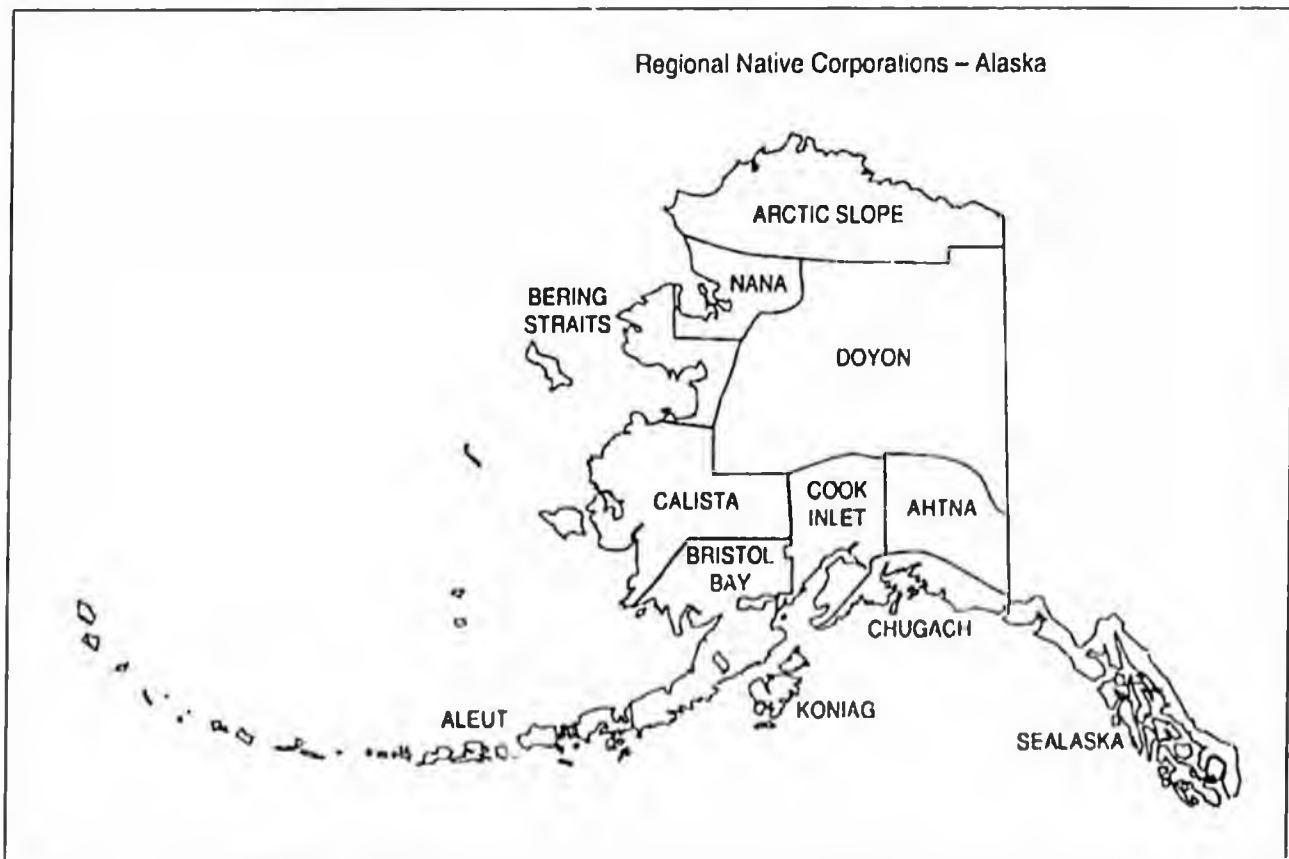 Regional Native Corporations – Alaska
ARCTIC SLOPE
NANA
BERING
STRAITS
DOYON
CALISTA
COOK
INLET
AHTNA
BRISTOL
BAY
CHUGACH
KONIAG
ALEUT
SEALASKA